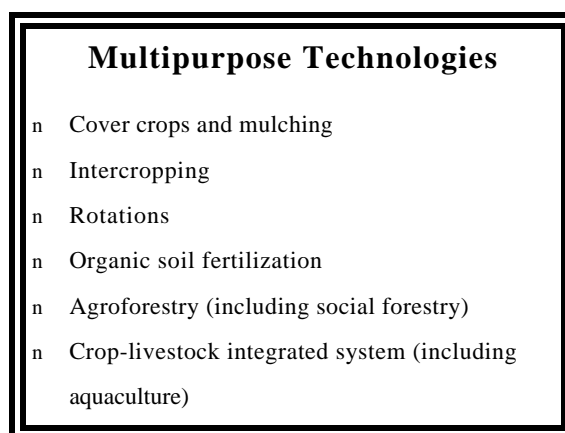 Multipurpose Technologies
n Cover crops and mulching
n Intercropping
n Rotations
n Organic soil fertilization
n Agroforestry (including social forestry)
n Crop-livestock integrated system (including
aquaculture)